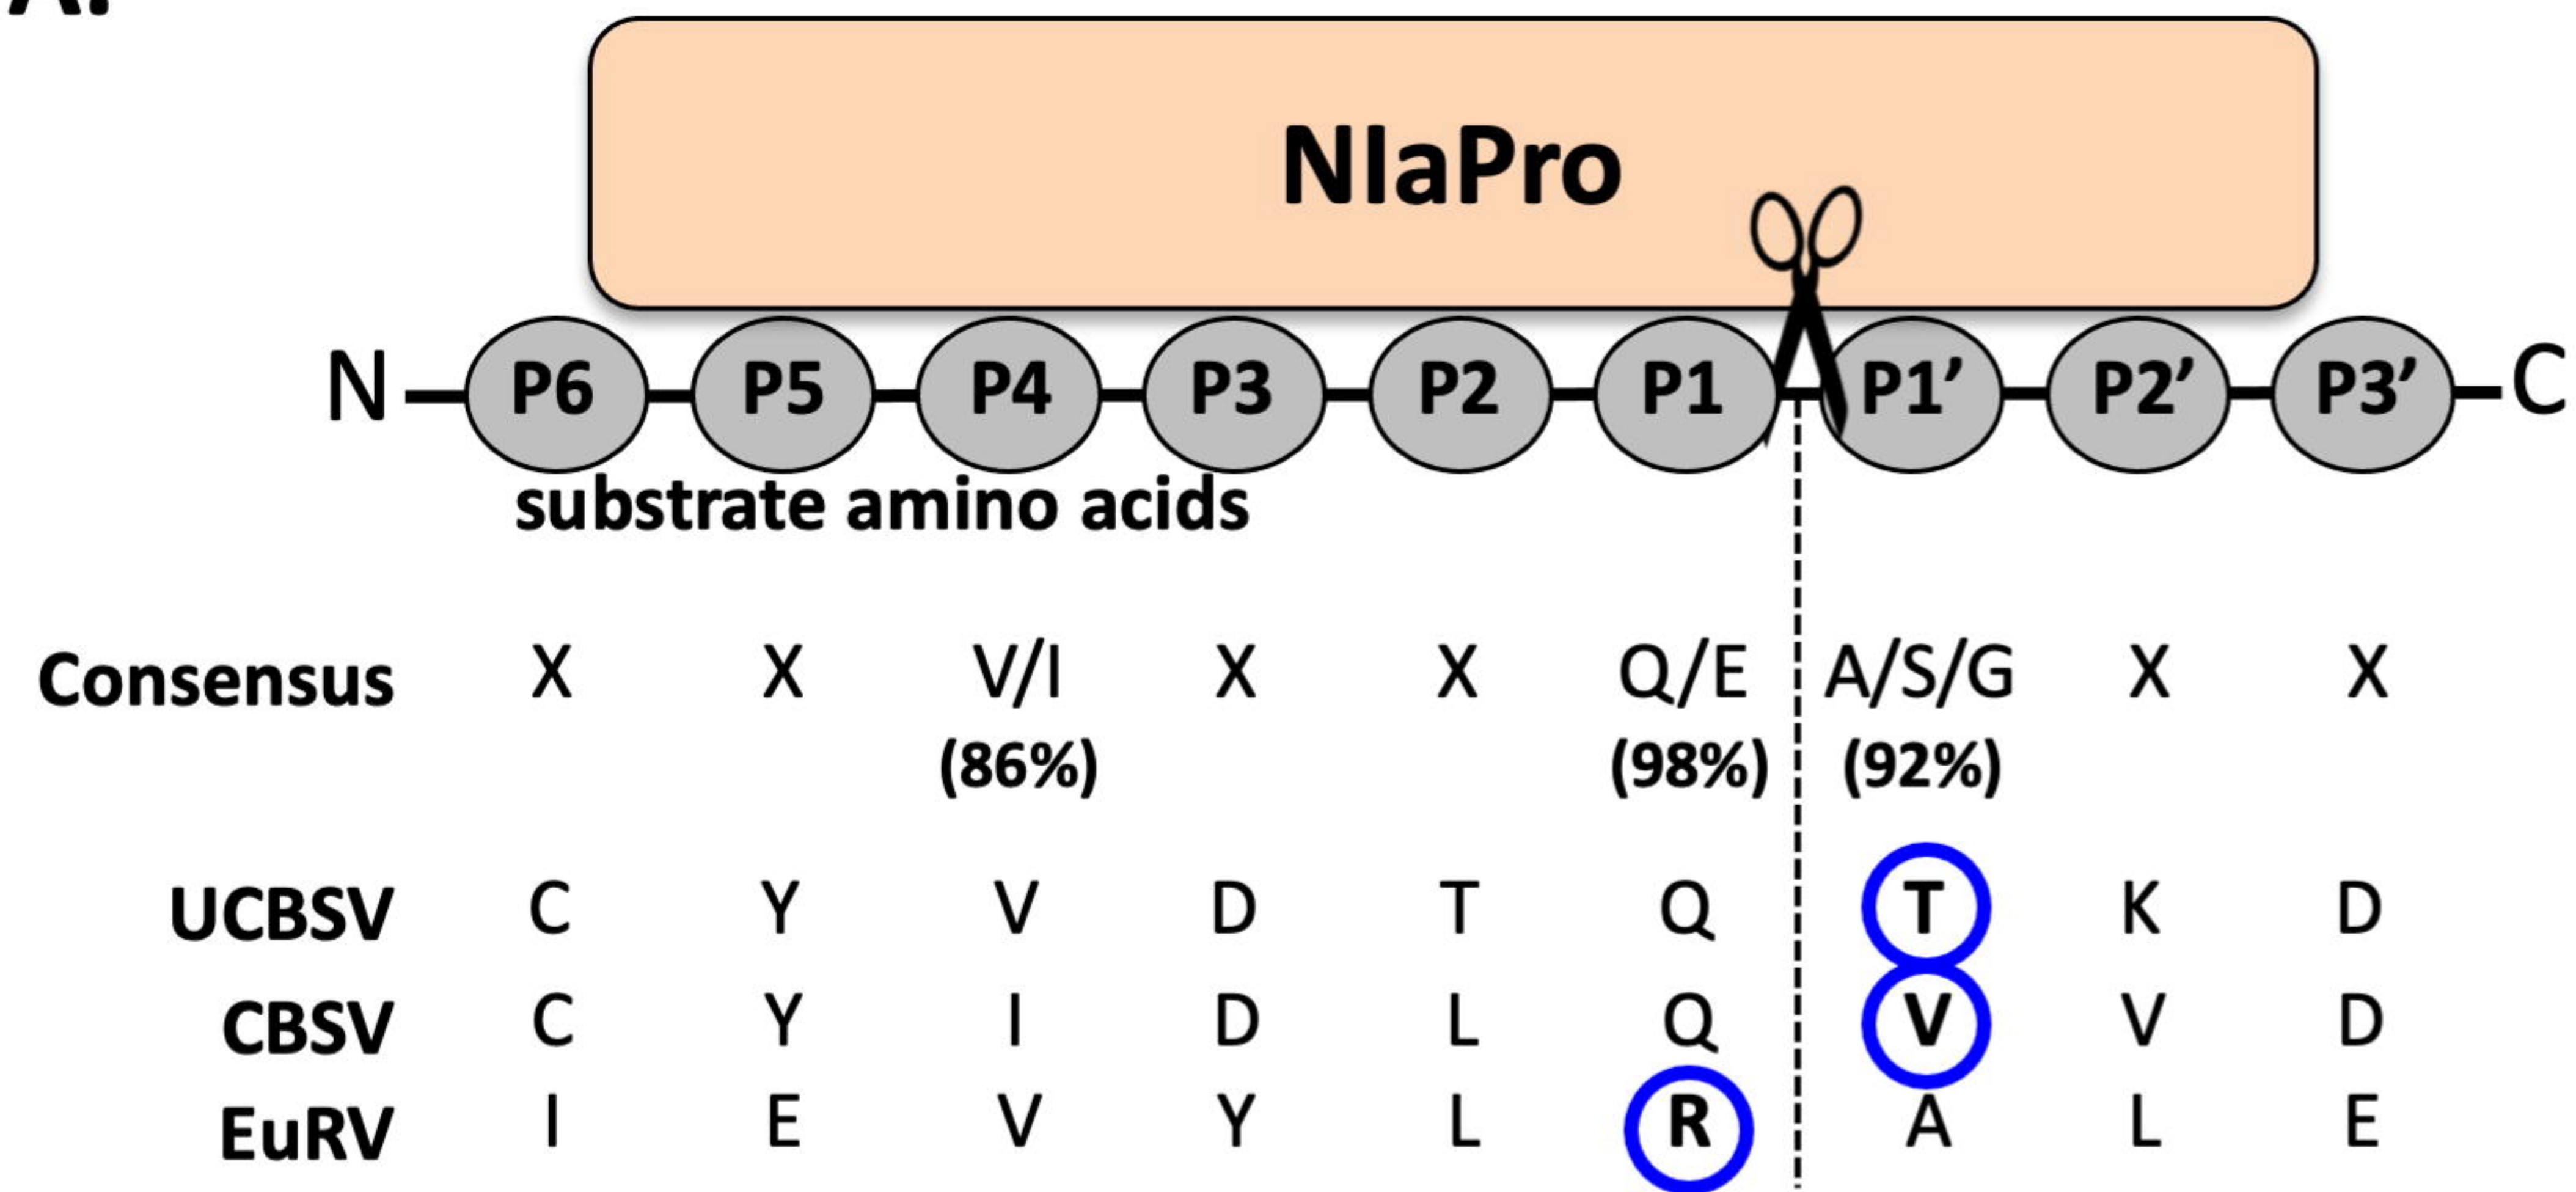 A.
NIaPro
N P6 P5 P4 P3 P2 P1 P1’ P2’ P3’ C
substrate amino acids
Consensus X X V/I X X Q/E A/S/G X X
(86%) (98%) (92%)
UCBSV C Y V D T Q T K D
CBSV C Y I D L Q V V D
EuRV I E V Y L R A L E